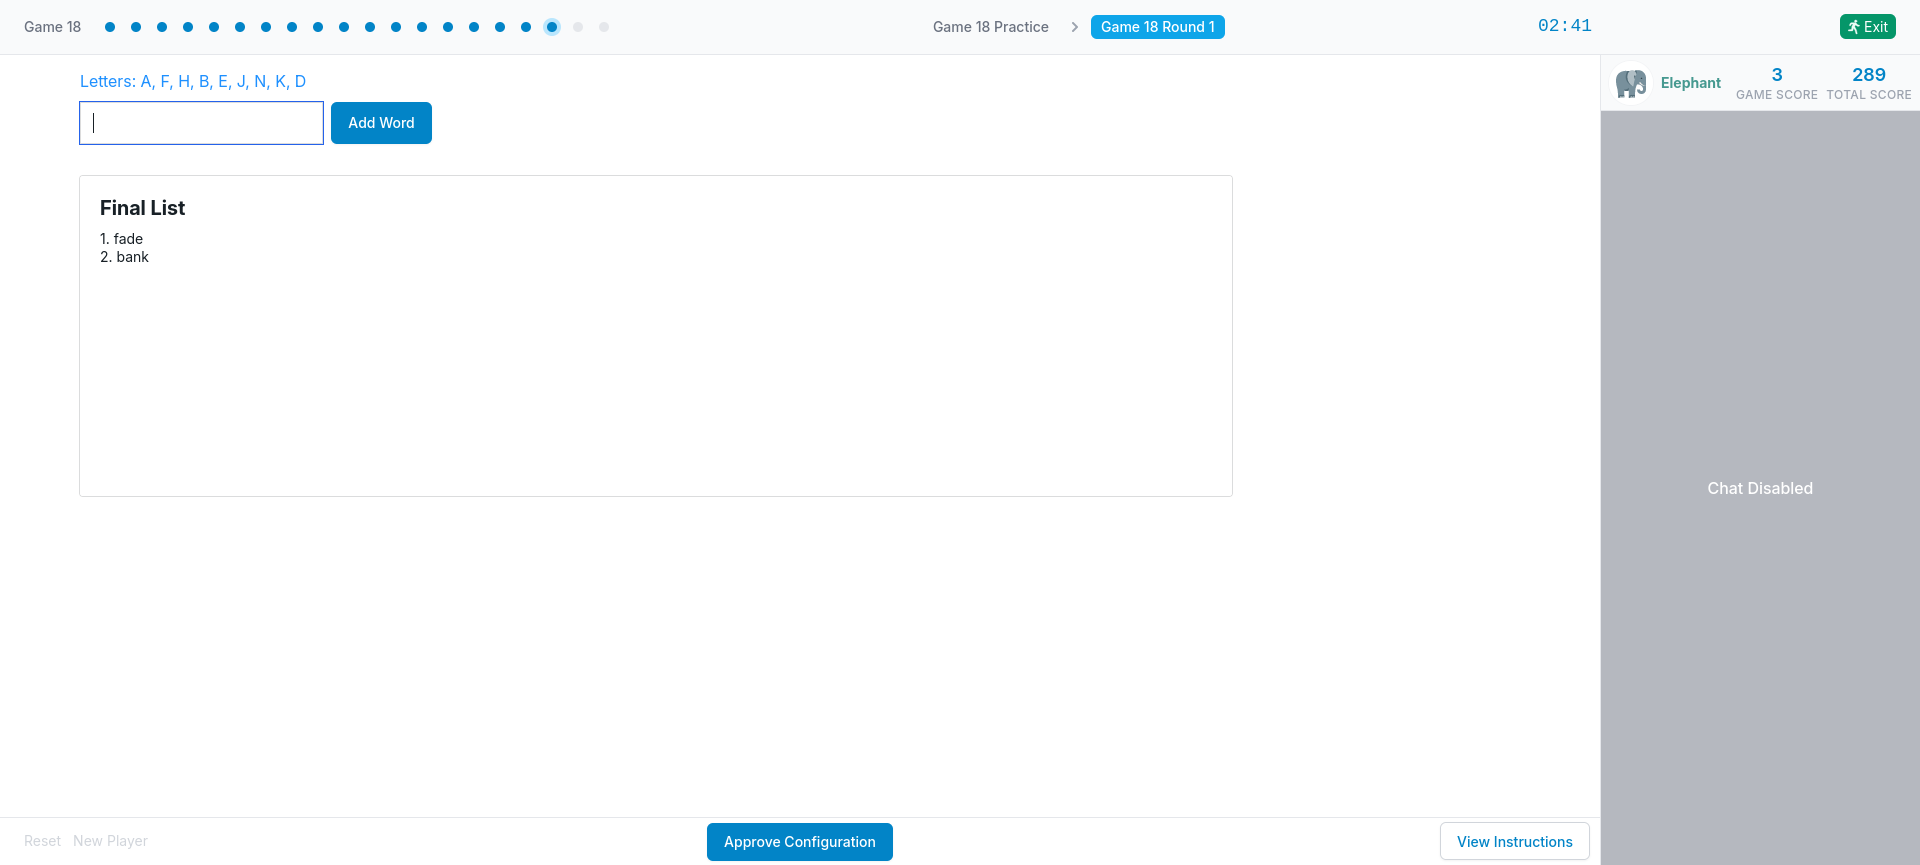 Game 18
Game 18 Practice
Game 18 Round 1
02:41
Exit
Letters: A, F, H, B, E, J, N, K, D
Add Word
Elephant
3
GAME SCORE
289
TOTAL SCORE
Final List
1. fade
2. bank
Chat Disabled
Reset
New Player
Approve Configuration
View Instructions